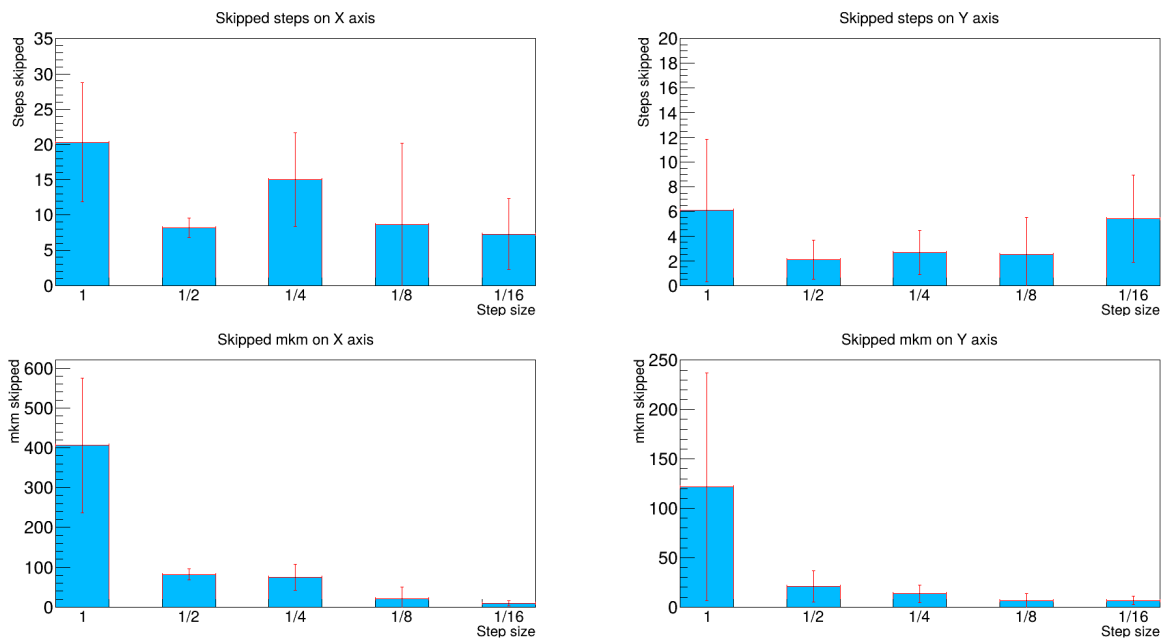 Skipped steps on X axis
Steps skipped
35
30
25
20
15
10
5
0
1 1/2 1/4 1/8 1/16
Step size
Skipped steps on Y axis
Steps skipped
20
18
16
14
12
10
8
6
4
2
0
1 1/2 1/4 1/8 1/16
Step size
Skipped mkm on X axis
mkm skipped
600
500
400
300
200
100
0
1 1/2 1/4 1/8 1/16
Step size
Skipped mkm on Y axis
mkm skipped
250
200
150
100
50
0
1 1/2 1/4 1/8 1/16
Step size